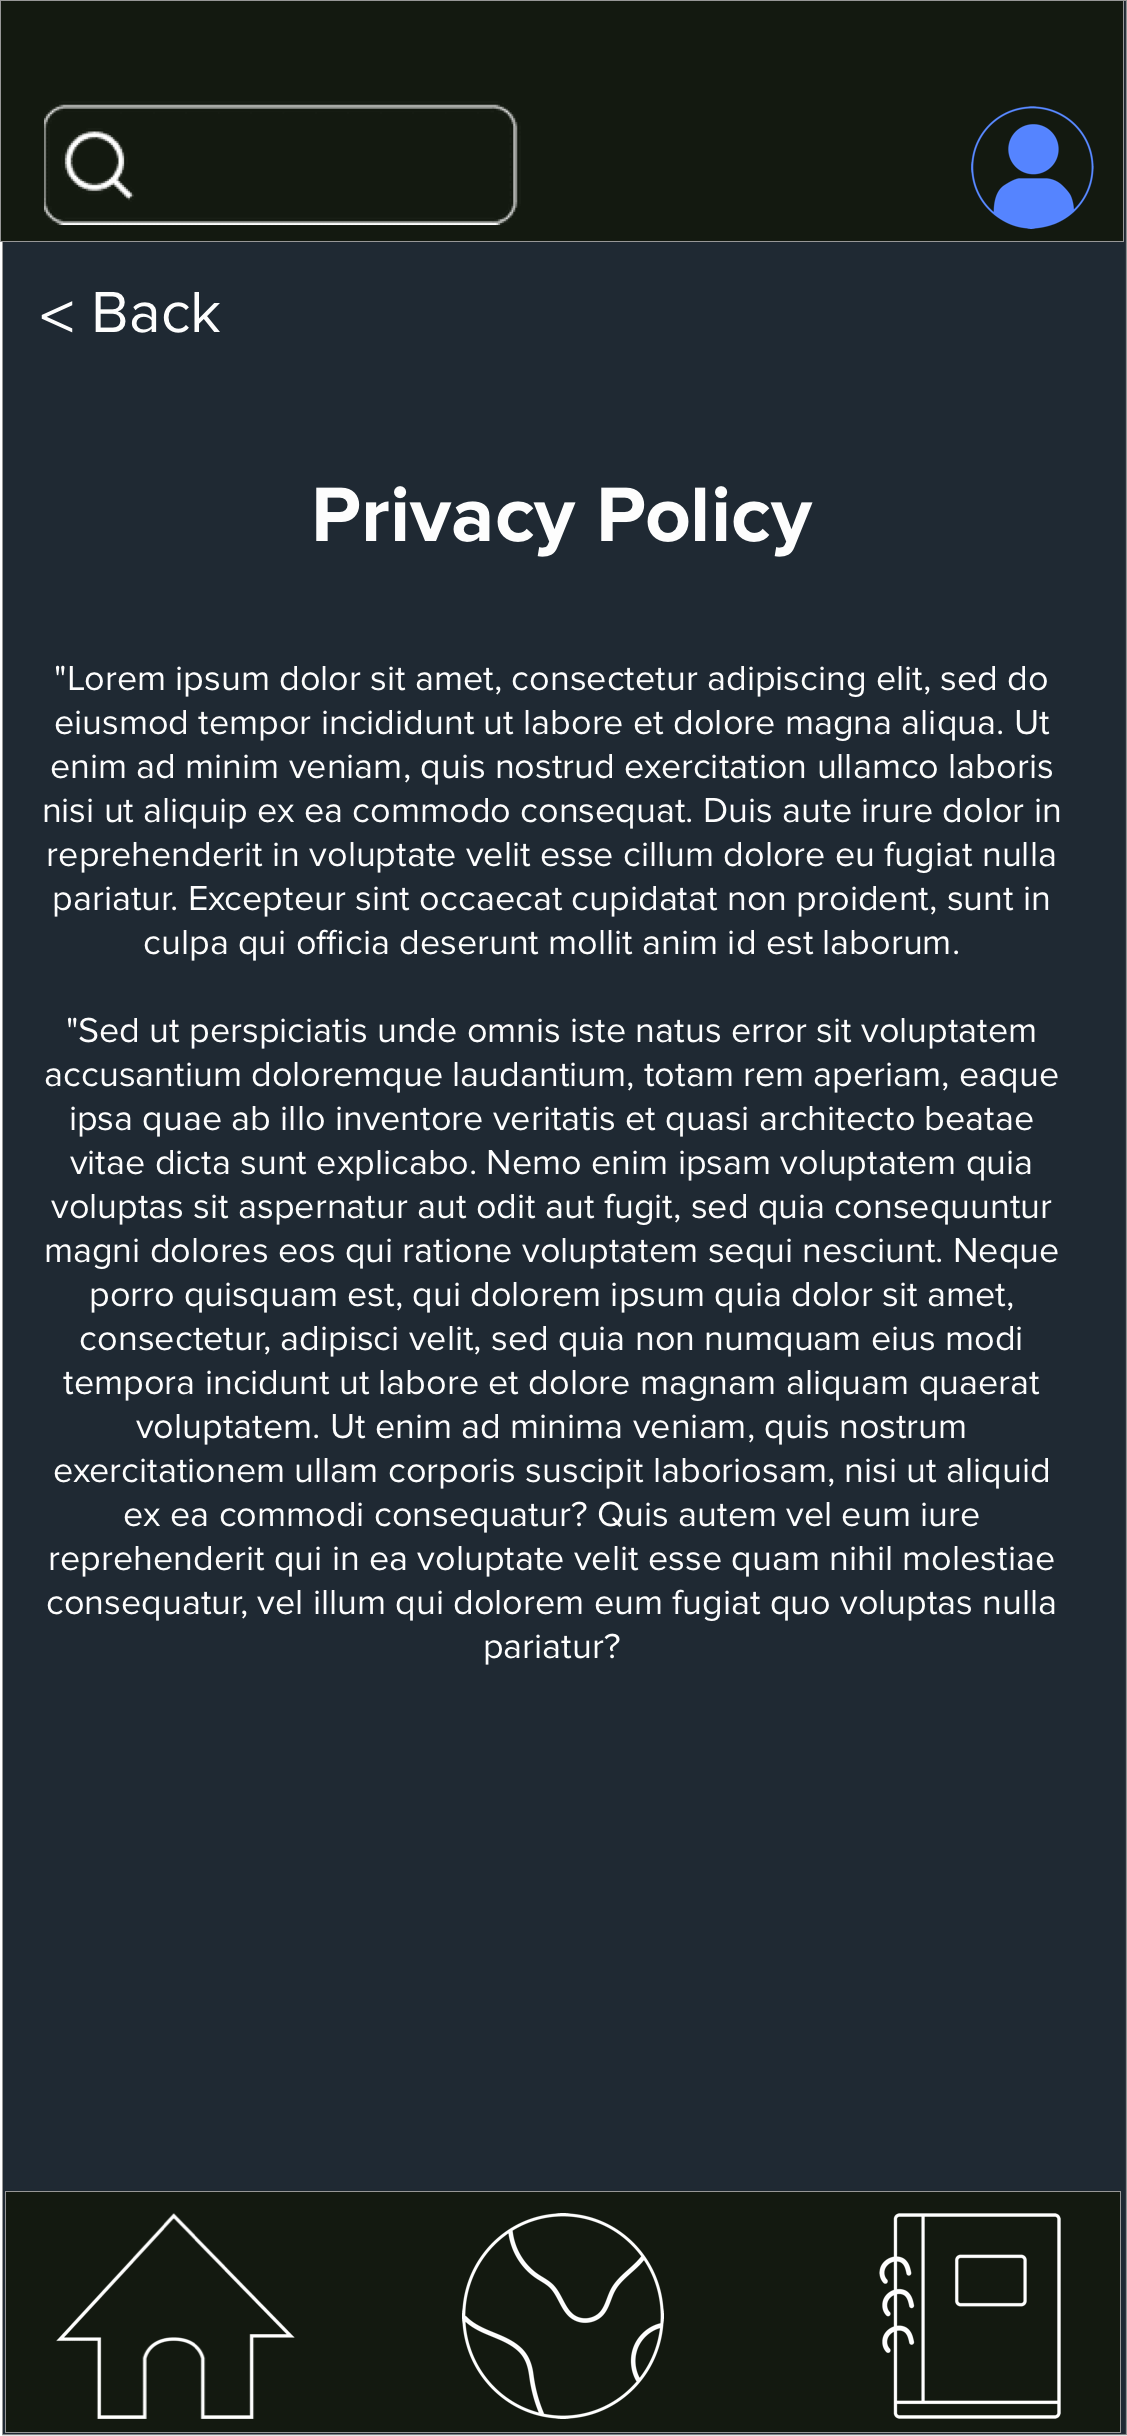 < Back
Privacy Policy
"Lorem ipsum dolor sit amet, consectetur adipiscing elit, sed do
eiusmod tempor incididunt ut labore et dolore magna aliqua. Ut
enim ad minim veniam, quis nostrud exercitation ullamco laboris
nisi ut aliquip ex ea commodo consequat. Duis aute irure dolor in
reprehenderit in voluptate velit esse cillum dolore eu fugiat nulla
pariatur. Excepteur sint occaecat cupidatat non proident, sunt in
culpa qui officia deserunt mollit anim id est laborum.
"Sed ut perspiciatis unde omnis iste natus error sit voluptatem
accusantium doloremque laudantium, totam rem aperiam, eaque
ipsa quae ab illo inventore veritatis et quasi architecto beatae
vitae dicta sunt explicabo. Nemo enim ipsam voluptatem quia
voluptas sit aspernatur aut odit aut fugit, sed quia consequuntur
magni dolores eos qui ratione voluptatem sequi nesciunt. Neque
porro quisquam est, qui dolorem ipsum quia dolor sit amet,
consectetur, adipisci velit, sed quia non numquam eius modi
tempora incidunt ut labore et dolore magnam aliquam quaerat
voluptatem. Ut enim ad minima veniam, quis nostrum
exercitationem ullam corporis suscipit laboriosam, nisi ut aliquid
ex ea commodi consequatur? Quis autem vel eum iure
reprehenderit qui in ea voluptate velit esse quam nihil molestiae
consequatur, vel illum qui dolorem eum fugiat quo voluptas nulla
pariatur?